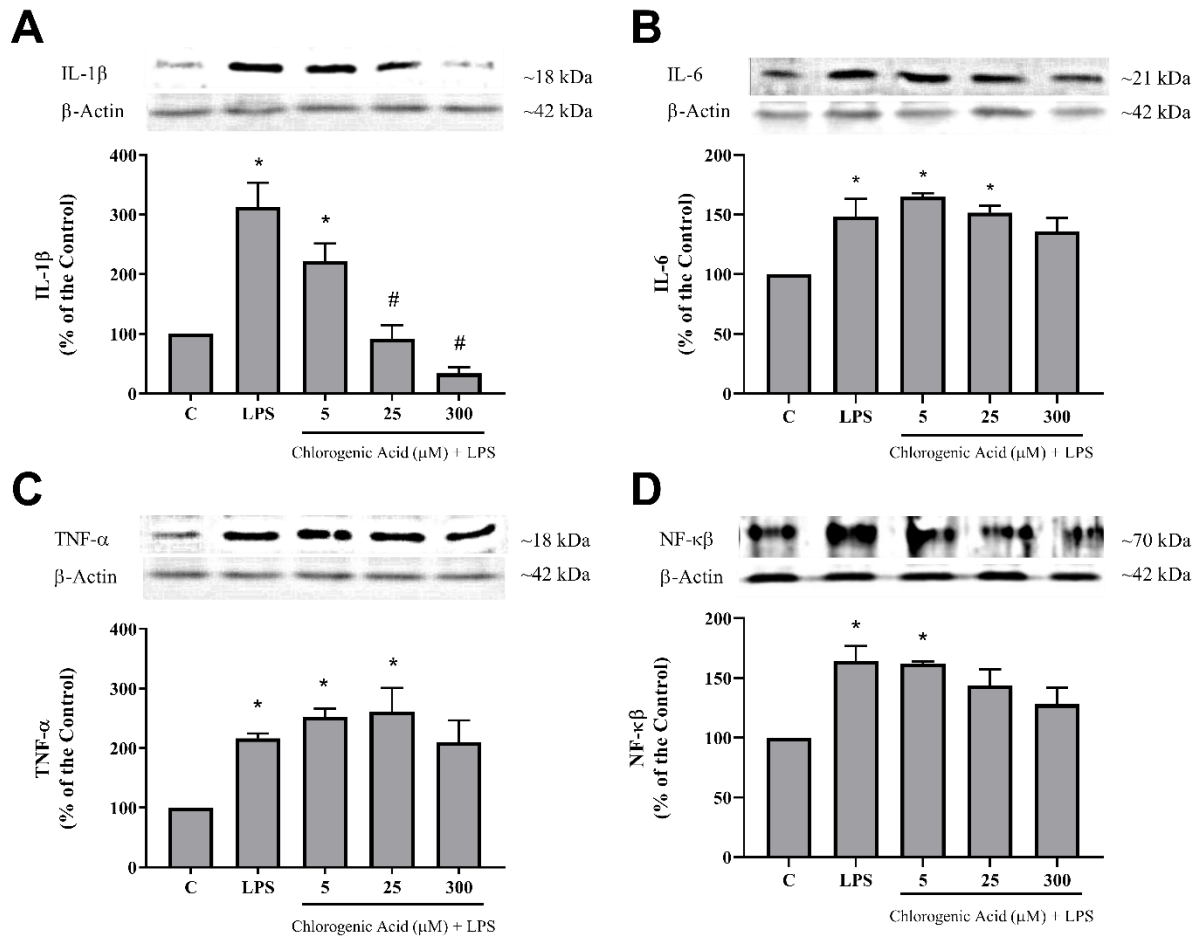 A
IL-1β ~18 kDa
β-Actin ~42 kDa
IL-1β
(% of the Control)
400
*
300
*
200
#
100
#
0
C LPS 5 25 300
Chlorogenic Acid (μM) + LPS
B
IL-6 ~21 kDa
β-Actin ~42 kDa
IL-6
(% of the Control)
200
* * *
150
100
50
0
C LPS 5 25 300
Chlorogenic Acid (μM) + LPS
C
TNF-α ~18 kDa
β-Actin ~42 kDa
TNF-α
(% of the Control)
400
* * *
300
200
100
0
C LPS 5 25 300
Chlorogenic Acid (μM) + LPS
D
NF-κβ ~70 kDa
β-Actin ~42 kDa
NF-κβ
(% of the Control)
200
* *
150
100
50
0
C LPS 5 25 300
Chlorogenic Acid (μM) + LPS